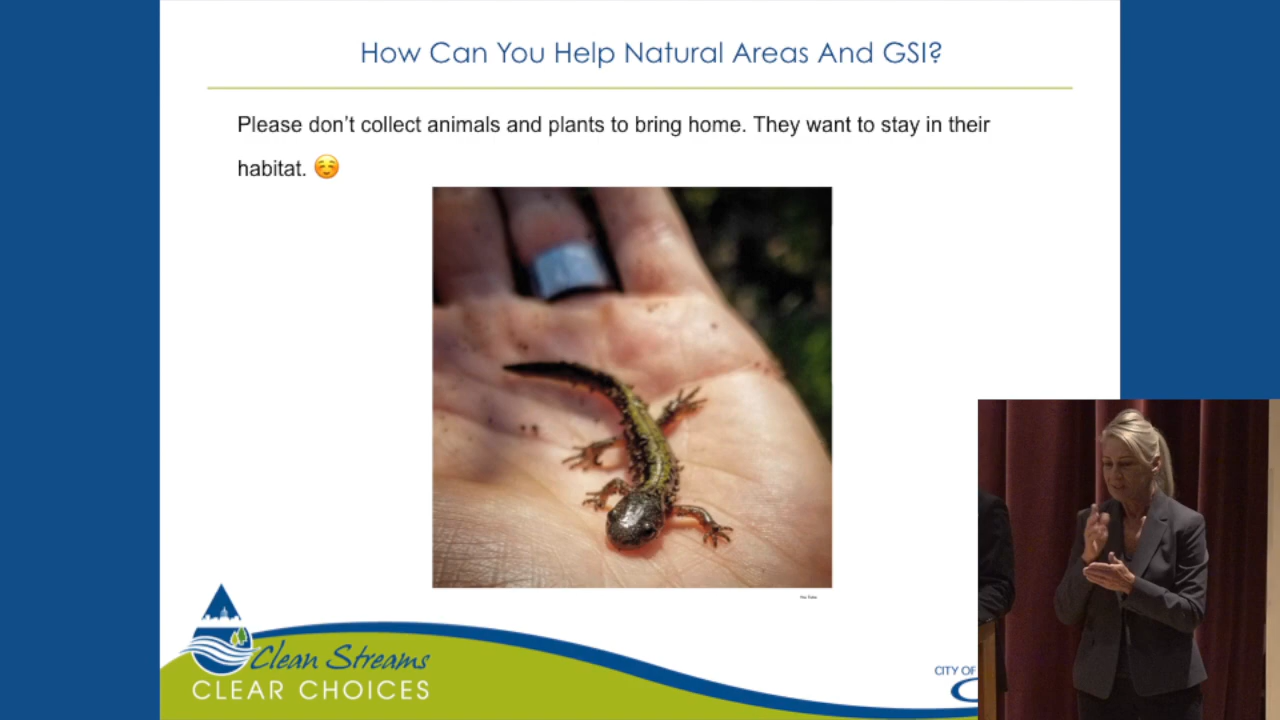 How Can You Help Natural Areas And GSI?
Please don’t collect animals and plants to bring home. They want to stay in their
habitat. ☺️
Clean Streams
CLEAR CHOICES
CITY OF